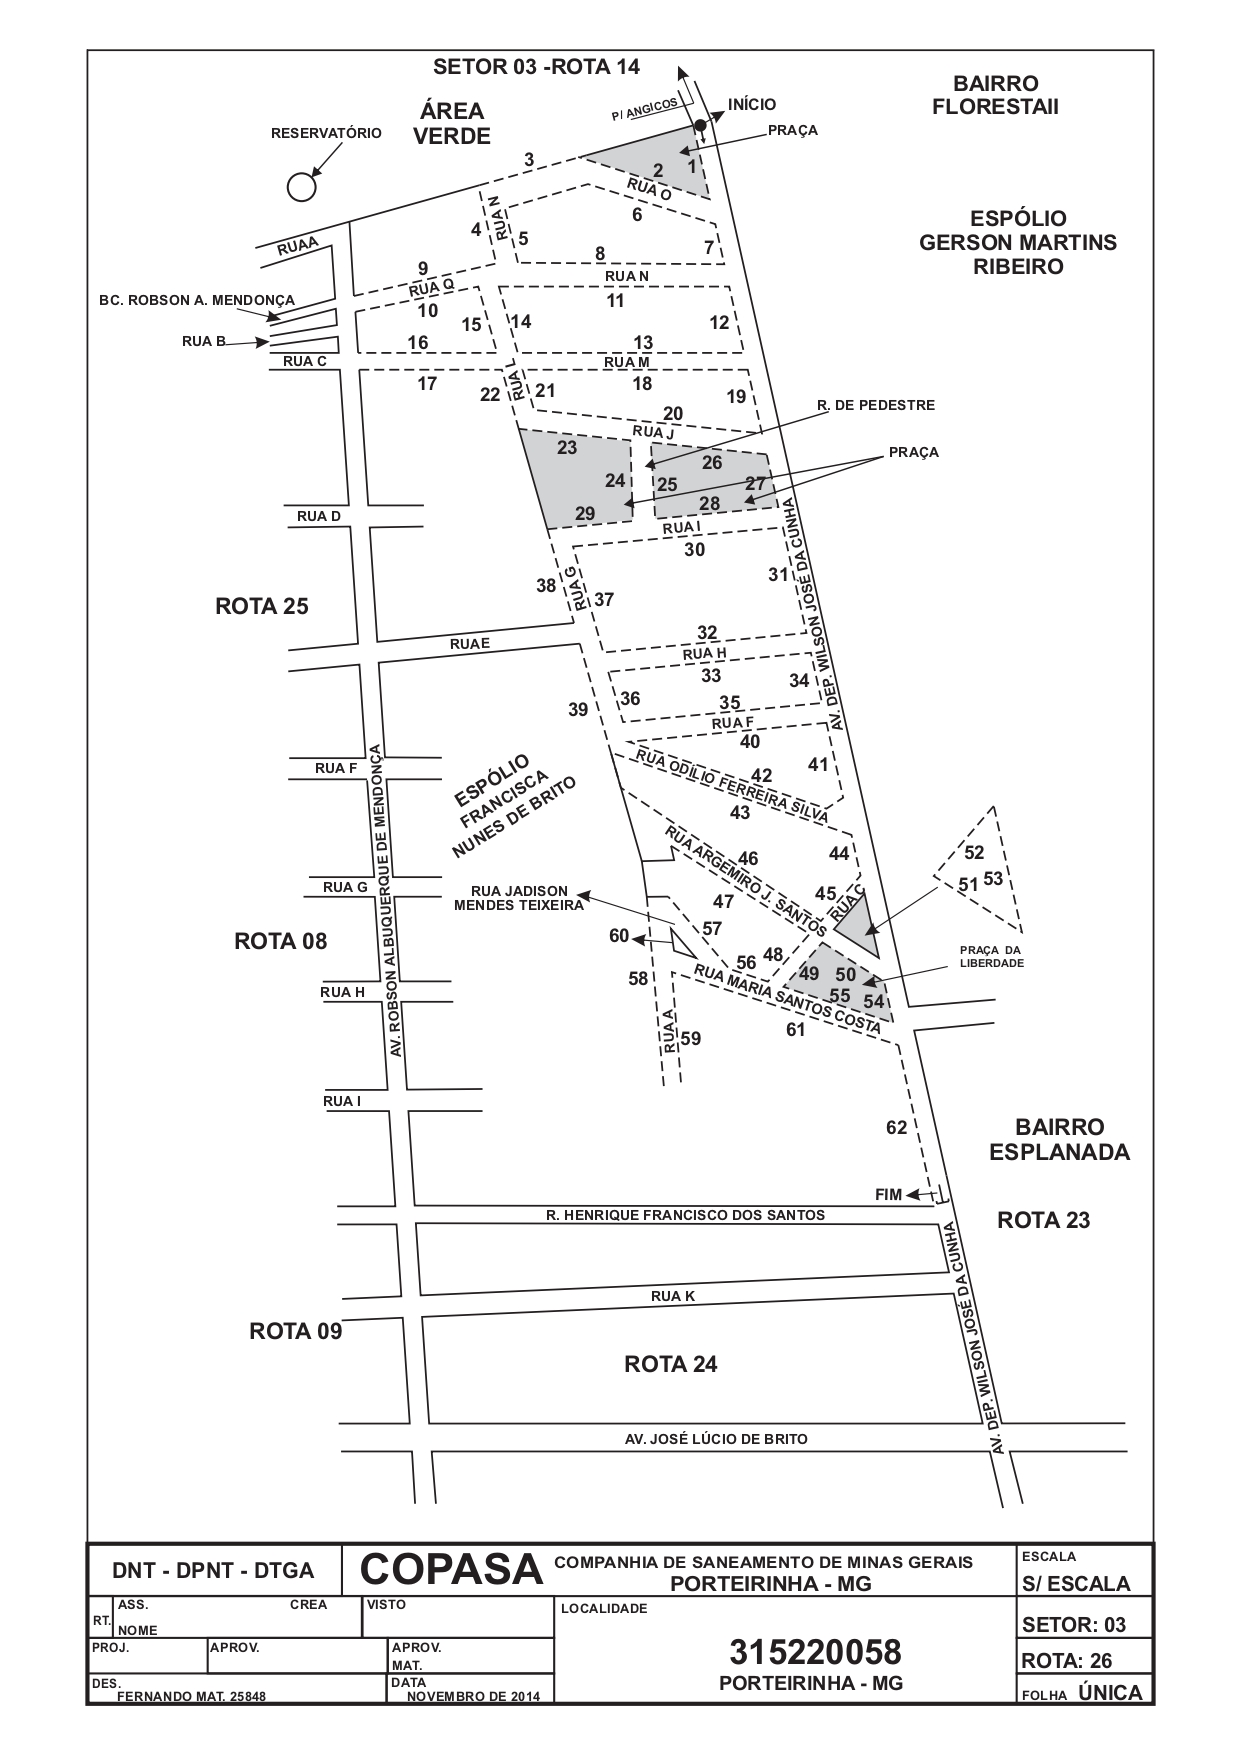 SETOR 03 -ROTA 14
BAIRRO
FLORESTAII
ÁREA
VERDE
P/ ANGICOS
INÍCIO
RESERVATÓRIO
PRAÇA
3
2
1
RUA O
RUA N
4
5
6
7
8
ESPÓLIO
GERSON MARTINS
RIBEIRO
RUAA
9
RUA N
RUA Q
10
11
BC. ROBSON A. MENDONÇA
15
14
12
RUA B
16
13
RUA C
RUA M
RUA L
17
22
21
18
19
20
R. DE PEDESTRE
RUA J
23
26
PRAÇA
24
25
27
28
29
RUA D
RUA I
30
AV. DEP. WILSON JOSÉ DA CUNHA
38
RUA G
37
31
ROTA 25
32
RUAE
RUA H
33
34
36
35
39
RUA F
40
RUA ODÍLIO FERREIRA SILVA
42
41
RUA F
AV. ROBSON ALBUQUERQUE DE MENDONÇA
ESPÓLIO
FRANCISCA
NUNES DE BRITO
43
RUA ARGEMIRO J. SANTOS
46
44
52
51
53
RUA G
RUA JADISON
MENDES TEIXEIRA
47
45
RUA C
57
60
ROTA 08
PRAÇA DA
LIBERDADE
48
56
49
50
58
RUA MARIA SANTOS COSTA
55
54
RUA H
RUA A
59
61
RUA I
62
BAIRRO
ESPLANADA
FIM
R. HENRIQUE FRANCISCO DOS SANTOS
ROTA 23
AV. DEP. WILSON JOSÉ DA CUNHA
RUA K
ROTA 09
ROTA 24
AV. JOSÉ LÚCIO DE BRITO
DNT - DPNT - DTGA
COPASA
COMPANHIA DE SANEAMENTO DE MINAS GERAIS
PORTEIRINHA - MG
ESCALA
S/ ESCALA
RT.
ASS.
CREA
NOME
VISTO
LOCALIDADE
315220058
PORTEIRINHA - MG
SETOR: 03
PROJ.
APROV.
APROV.
MAT.
ROTA: 26
DES.
FERNANDO MAT. 25848
DATA
NOVEMBRO DE 2014
FOLHA ÚNICA